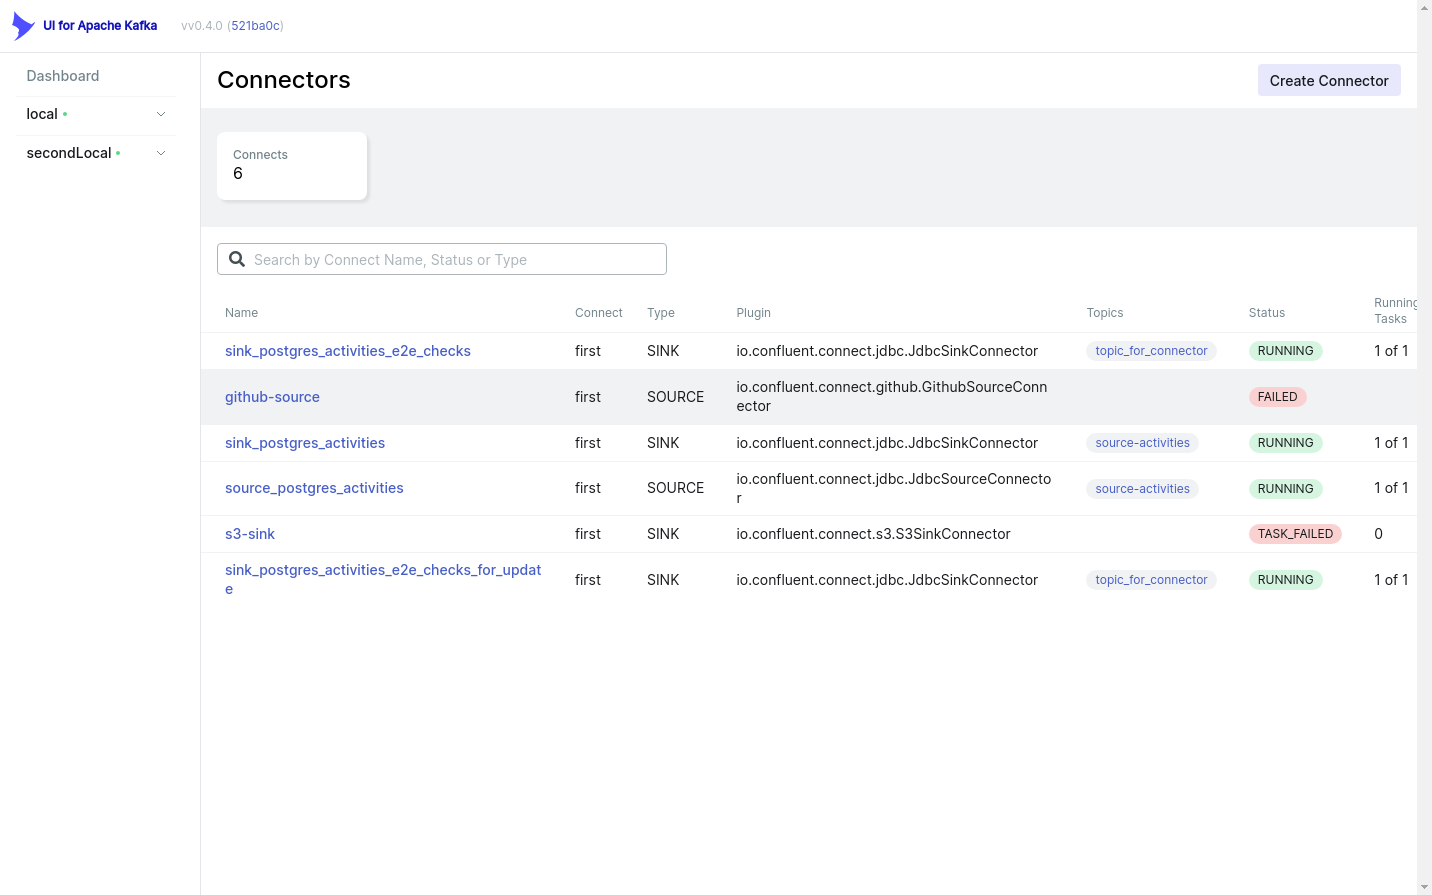 UI for Apache Kafka vv0.4.0 (521ba0c)
Dashboard
local
secondLocal
Connectors
Create Connector
Connects
6
Search by Connect Name, Status or Type
Name Connect Type Plugin Topics Status Running
Tasks
sink_postgres_activities_e2e_checks first SINK io.confluent.connect.jdbc.JdbcSinkConnector topic_for_connector RUNNING 1 of 1
github-source first SOURCE io.confluent.connect.github.GithubSourceConn
ector FAILED
sink_postgres_activities first SINK io.confluent.connect.jdbc.JdbcSinkConnector source-activities RUNNING 1 of 1
source_postgres_activities first SOURCE io.confluent.connect.jdbc.JdbcSourceConnecto
r source-activities RUNNING 1 of 1
s3-sink first SINK io.confluent.connect.s3.S3SinkConnector TASK_FAILED 0
sink_postgres_activities_e2e_checks_for_updat
e first SINK io.confluent.connect.jdbc.JdbcSinkConnector topic_for_connector RUNNING 1 of 1